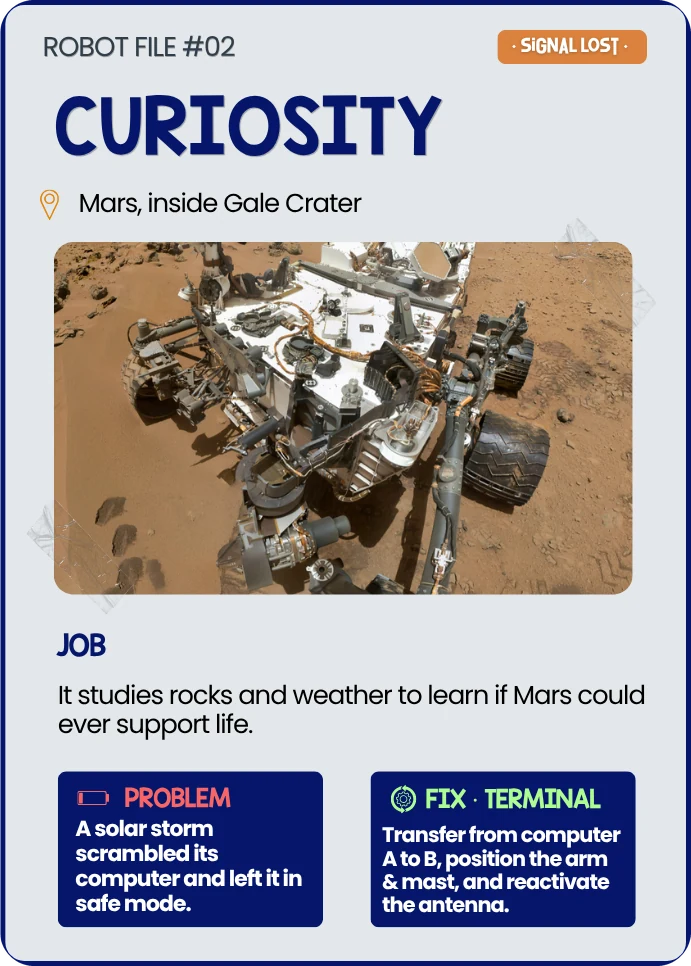 ROBOT FILE #02
· SIGNAL LOST ·
CURIOSITY
Mars, inside Gale Crater
JOB
It studies rocks and weather to learn if Mars could
ever support life.
PROBLEM
A solar storm
scrambled its
computer and left it in
safe mode.
FIX · TERMINAL
Transfer from computer
A to B, position the arm
& mast, and reactivate
the antenna.